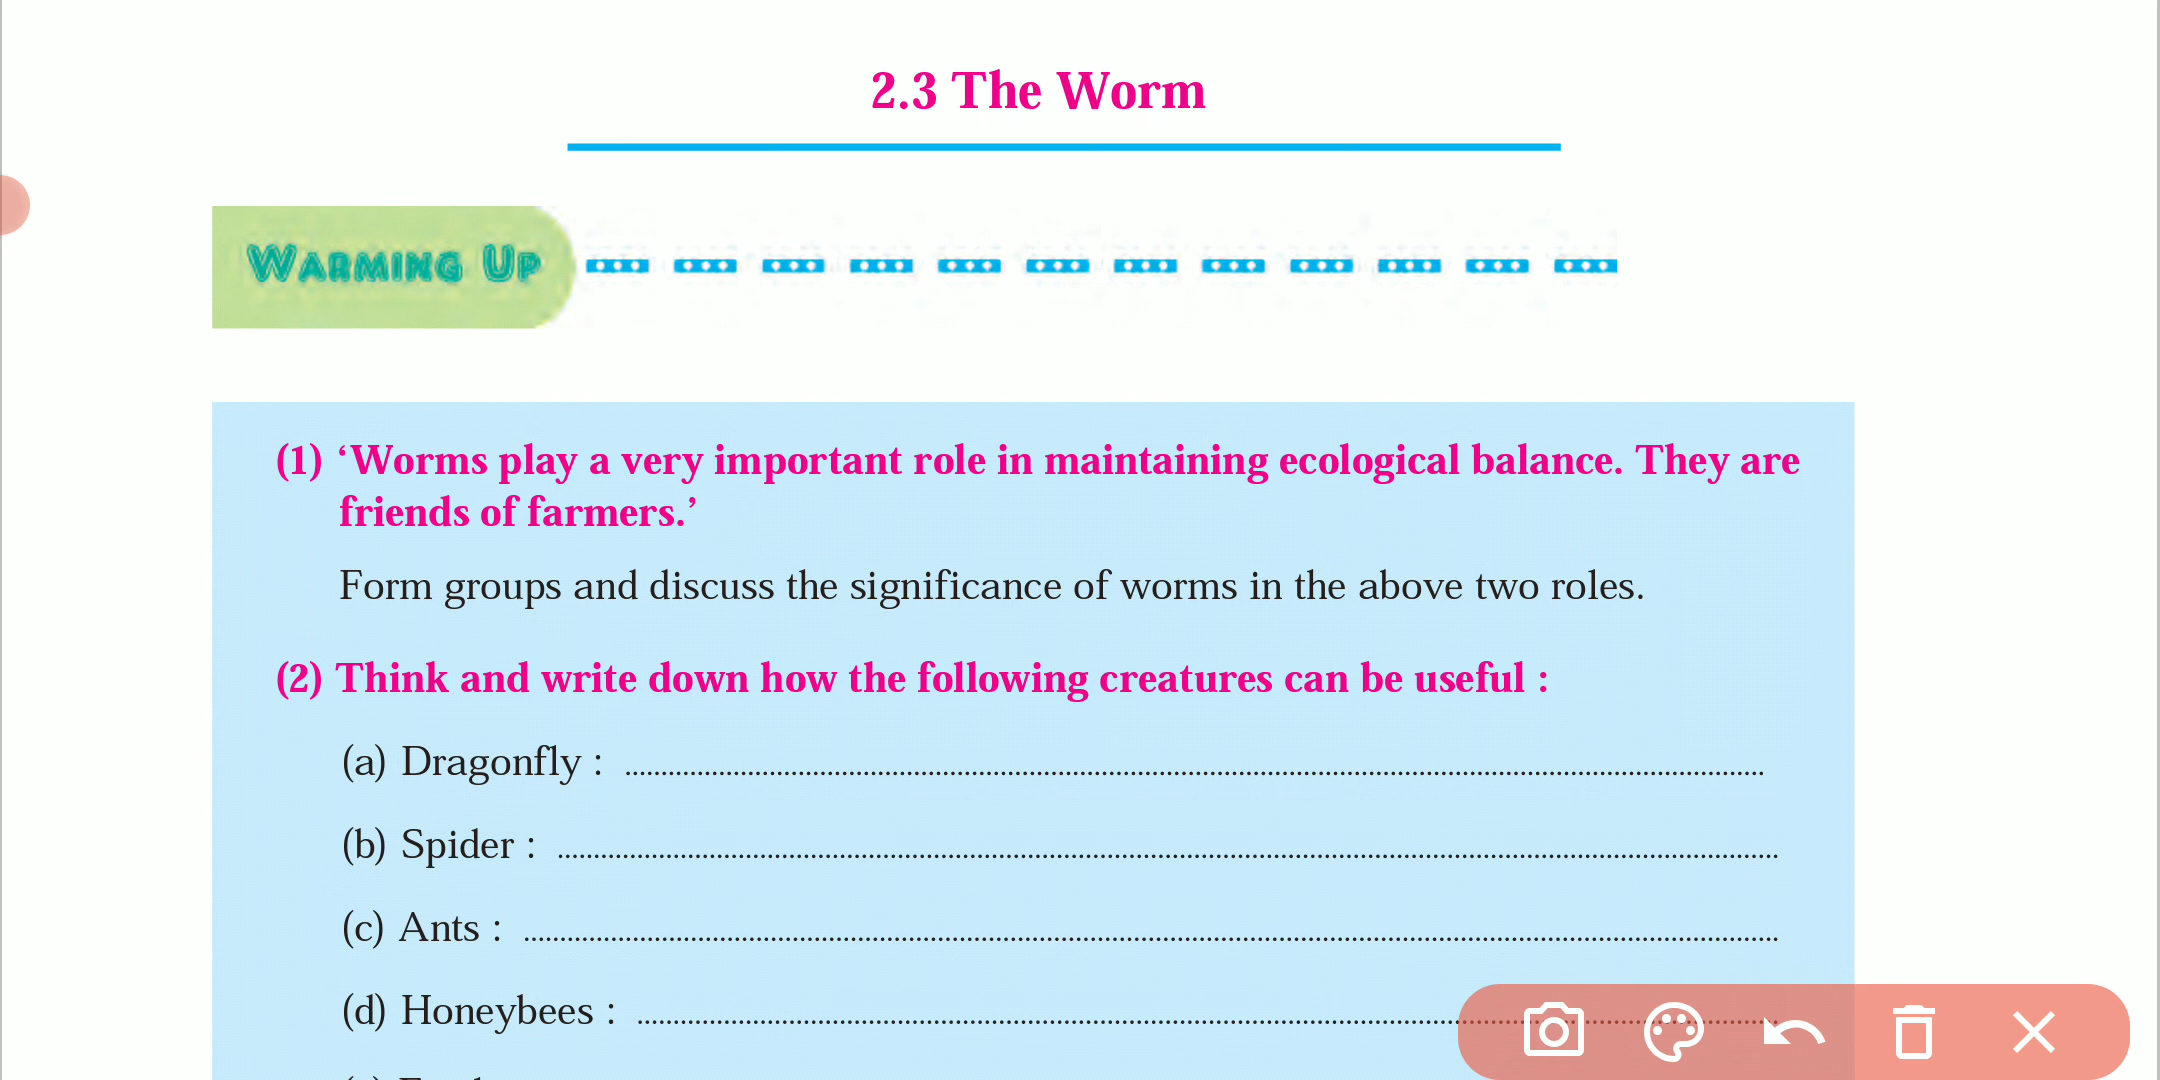 2.3 The Worm
WARMING UP
(1) ‘Worms play a very important role in maintaining ecological balance. They are
friends of farmers.’
Form groups and discuss the significance of worms in the above two roles.
(2) Think and write down how the following creatures can be useful :
(a) Dragonfly : ..........
(b) Spider : ..........
(c) Ants : ..........
(d) Honeybees : ..........